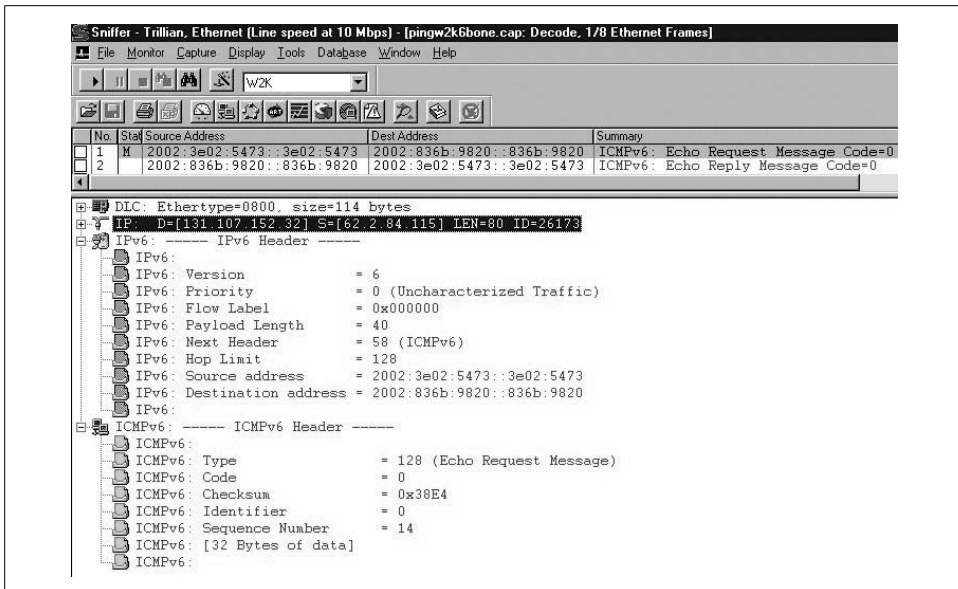 Sniffer - Trillian, Ethernet (Line speed at 10 Mbps) - [pingw2k6bone.cap: Decode, 1/8 Ethernet Frames]
File Monitor Capture Display Tools Database Window Help
W2K
No. Stat Source Address Dest Address Summary
1 M 2002:3e02:5473::3e02:5473 2002:836b:9820::836b:9820 ICMPv6: Echo Request Message Code=0
2 2002:836b:9820::836b:9820 2002:3e02:5473::3e02:5473 ICMPv6: Echo Reply Message Code=0
DLC: Ethertype=0800, size=114 bytes
IP: D=[131.107.152.32] S=[62.2.84.115] LEN=80 ID=26173
IPv6: ----- IPv6 Header -----
IPv6:
IPv6: Version = 6
IPv6: Priority = 0 (Uncharacterized Traffic)
IPv6: Flow Label = 0x000000
IPv6: Payload Length = 40
IPv6: Next Header = 58 (ICMPv6)
IPv6: Hop Limit = 128
IPv6: Source address = 2002:3e02:5473::3e02:5473
IPv6: Destination address = 2002:836b:9820::836b:9820
IPv6:
ICMPv6: ----- ICMPv6 Header -----
ICMPv6:
ICMPv6: Type = 128 (Echo Request Message)
ICMPv6: Code = 0
ICMPv6: Checksum = 0x38E4
ICMPv6: Identifier = 0
ICMPv6: Sequence Number = 14
ICMPv6: [32 Bytes of data]
ICMPv6: